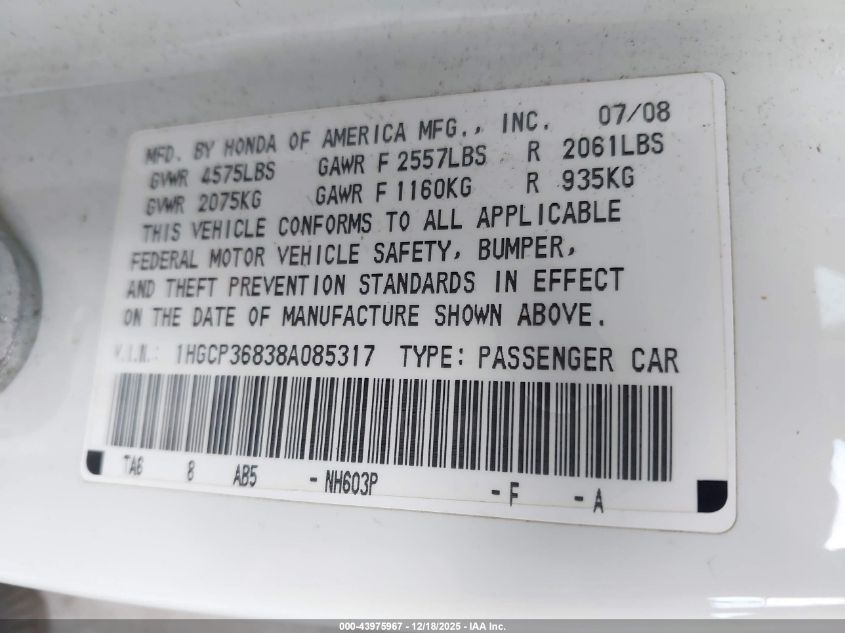 MFD. BY HONDA OF AMERICA MFG., INC. 07/08
GVWR 4575LBS GAWR F 2557LBS R 2061LBS
GVWR 2075KG GAWR F 1160KG R 935KG
THIS VEHICLE CONFORMS TO ALL APPLICABLE
FEDERAL MOTOR VEHICLE SAFETY, BUMPER,
AND THEFT PREVENTION STANDARDS IN EFFECT
ON THE DATE OF MANUFACTURE SHOWN ABOVE.
V.I.N.: 1HGCP36838A085317 TYPE: PASSENGER CAR
TA6 8 AB5 - NH603P - F - A
000-43975967 - 12/18/2025 - IAA Inc.